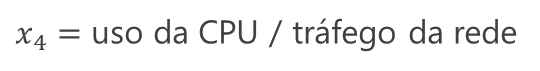 x₄ = uso da CPU / tráfego da rede